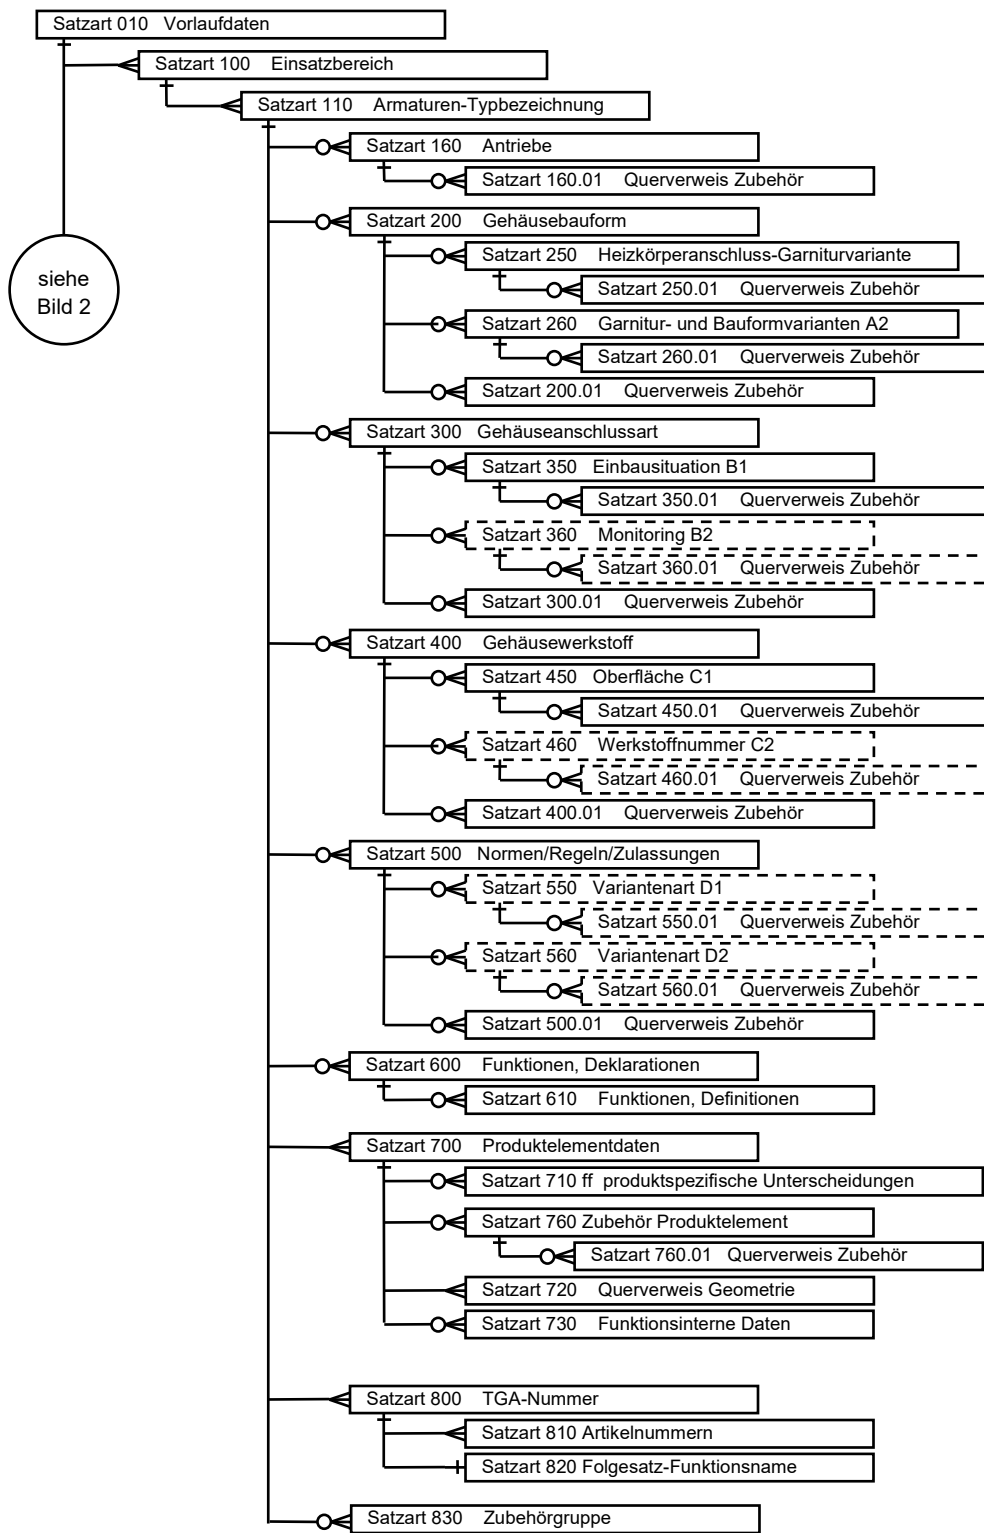 Satzart 010 Vorlaufdaten
Satzart 100 Einsatzbereich
Satzart 110 Armaturen-Typbezeichnung
Satzart 160 Antriebe
Satzart 160.01 Querverweis Zubehör
Satzart 200 Gehäusebauform
Satzart 250 Heizkörperanschluss-Garniturvariante
siehe
Bild 2
Satzart 250.01 Querverweis Zubehör
Satzart 260 Garnitur- und Bauformvarianten A2
Satzart 260.01 Querverweis Zubehör
Satzart 200.01 Querverweis Zubehör
Satzart 300 Gehäuseanschlussart
Satzart 350 Einbausituation B1
Satzart 350.01 Querverweis Zubehör
Satzart 360 Monitoring B2
Satzart 360.01 Querverweis Zubehör
Satzart 300.01 Querverweis Zubehör
Satzart 400 Gehäusewerkstoff
Satzart 450 Oberfläche C1
Satzart 450.01 Querverweis Zubehör
Satzart 460 Werkstoffnummer C2
Satzart 460.01 Querverweis Zubehör
Satzart 400.01 Querverweis Zubehör
Satzart 500 Normen/Regeln/Zulassungen
Satzart 550 Variantenart D1
Satzart 550.01 Querverweis Zubehör
Satzart 560 Variantenart D2
Satzart 560.01 Querverweis Zubehör
Satzart 500.01 Querverweis Zubehör
Satzart 600 Funktionen, Deklarationen
Satzart 610 Funktionen, Definitionen
Satzart 700 Produktelementdaten
Satzart 710 ff produktspezifische Unterscheidungen
Satzart 760 Zubehör Produktelement
Satzart 760.01 Querverweis Zubehör
Satzart 720 Querverweis Geometrie
Satzart 730 Funktionsinterne Daten
Satzart 800 TGA-Nummer
Satzart 810 Artikelnummern
Satzart 820 Folgesatz-Funktionsname
Satzart 830 Zubehörgruppe